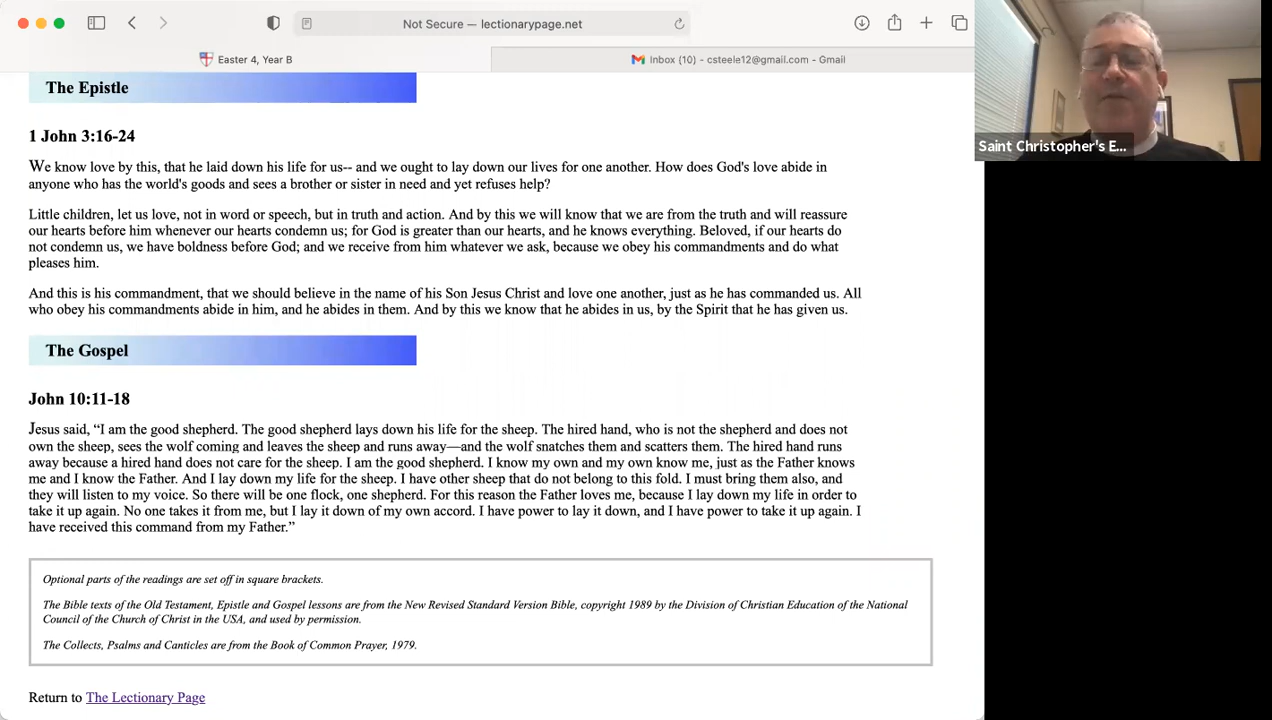 Not Secure — lectionarypage.net
Easter 4, Year B
Inbox (10) - csteele12@gmail.com - Gmail
Saint Christopher's E...
The Epistle
1 John 3:16-24
We know love by this, that he laid down his life for us-- and we ought to lay down our lives for one another. How does God's love abide in
anyone who has the world's goods and sees a brother or sister in need and yet refuses help?
Little children, let us love, not in word or speech, but in truth and action. And by this we will know that we are from the truth and will reassure
our hearts before him whenever our hearts condemn us; for God is greater than our hearts, and he knows everything. Beloved, if our hearts do
not condemn us, we have boldness before God; and we receive from him whatever we ask, because we obey his commandments and do what
pleases him.
And this is his commandment, that we should believe in the name of his Son Jesus Christ and love one another, just as he has commanded us. All
who obey his commandments abide in him, and he abides in them. And by this we know that he abides in us, by the Spirit that he has given us.
The Gospel
John 10:11-18
Jesus said, “I am the good shepherd. The good shepherd lays down his life for the sheep. The hired hand, who is not the shepherd and does not
own the sheep, sees the wolf coming and leaves the sheep and runs away—and the wolf snatches them and scatters them. The hired hand runs
away because a hired hand does not care for the sheep. I am the good shepherd. I know my own and my own know me, just as the Father knows
me and I know the Father. And I lay down my life for the sheep. I have other sheep that do not belong to this fold. I must bring them also, and
they will listen to my voice. So there will be one flock, one shepherd. For this reason the Father loves me, because I lay down my life in order to
take it up again. No one takes it from me, but I lay it down of my own accord. I have power to lay it down, and I have power to take it up again. I
have received this command from my Father.”
Optional parts of the readings are set off in square brackets.
The Bible texts of the Old Testament, Epistle and Gospel lessons are from the New Revised Standard Version Bible, copyright 1989 by the Division of Christian Education of the National
Council of the Church of Christ in the USA, and used by permission.
The Collects, Psalms and Canticles are from the Book of Common Prayer, 1979.
Return to The Lectionary Page